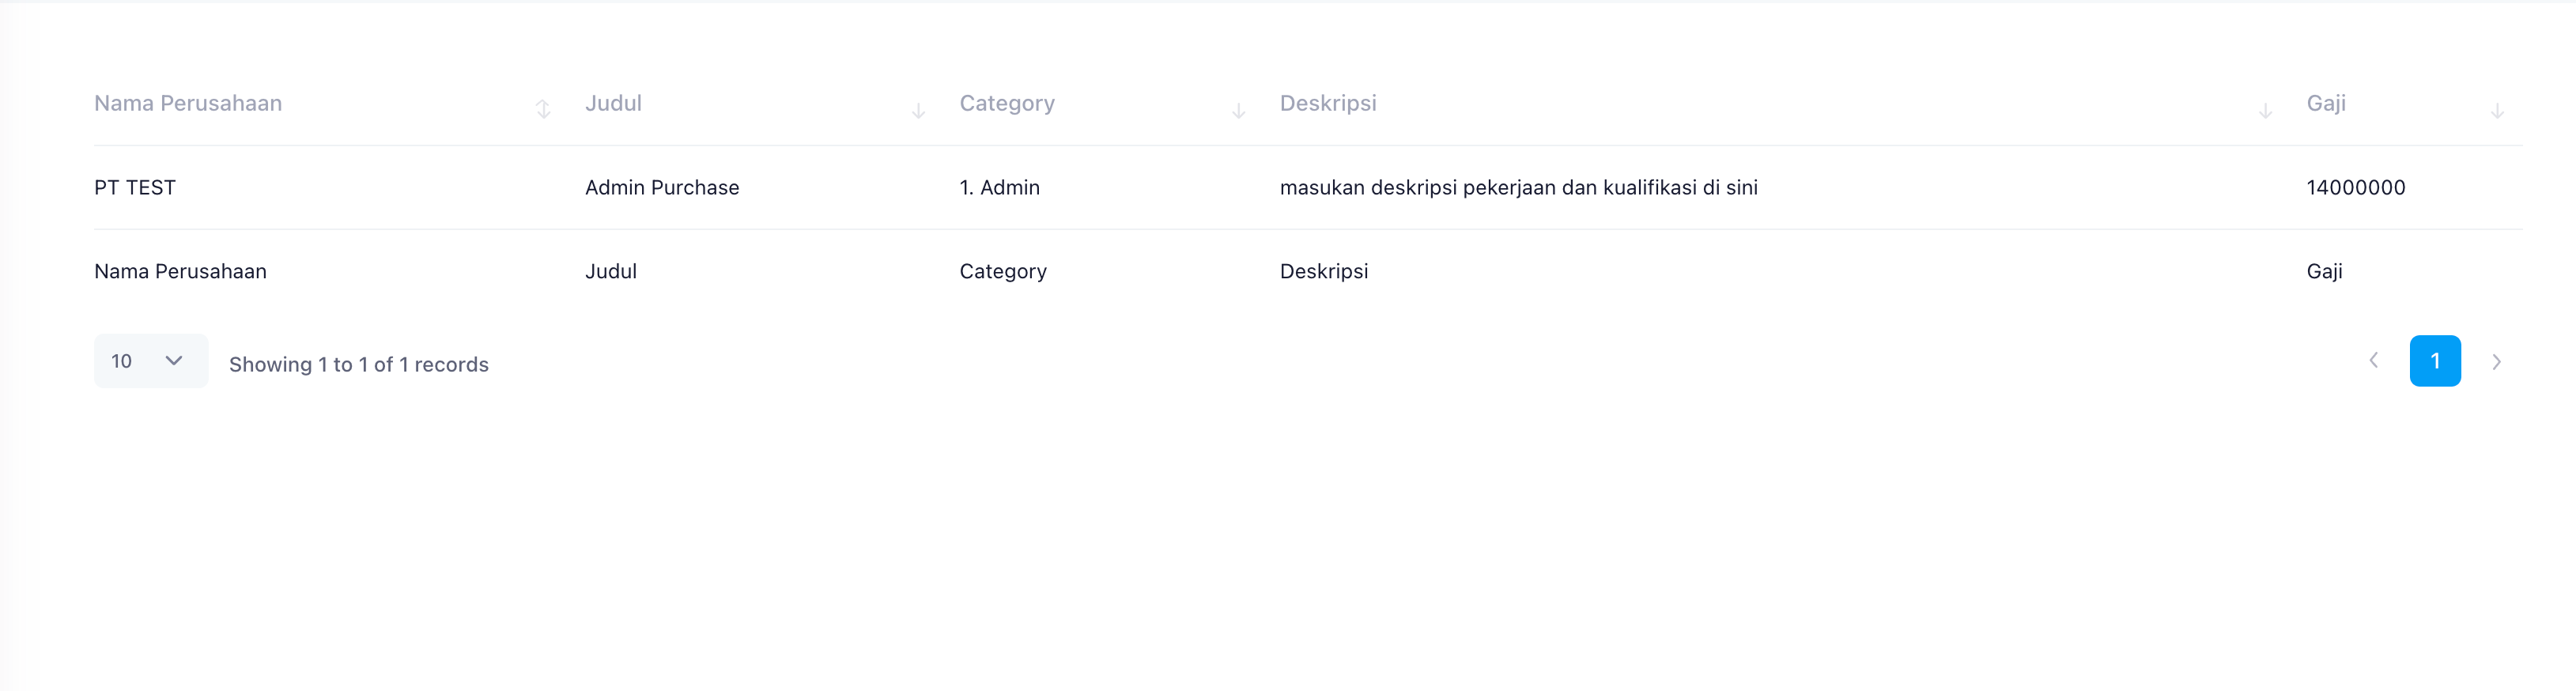 Nama Perusahaan Judul Category Deskripsi Gaji
PT TEST Admin Purchase 1. Admin masukan deskripsi pekerjaan dan kualifikasi di sini 14000000
Nama Perusahaan Judul Category Deskripsi Gaji
10 Showing 1 to 1 of 1 records 1